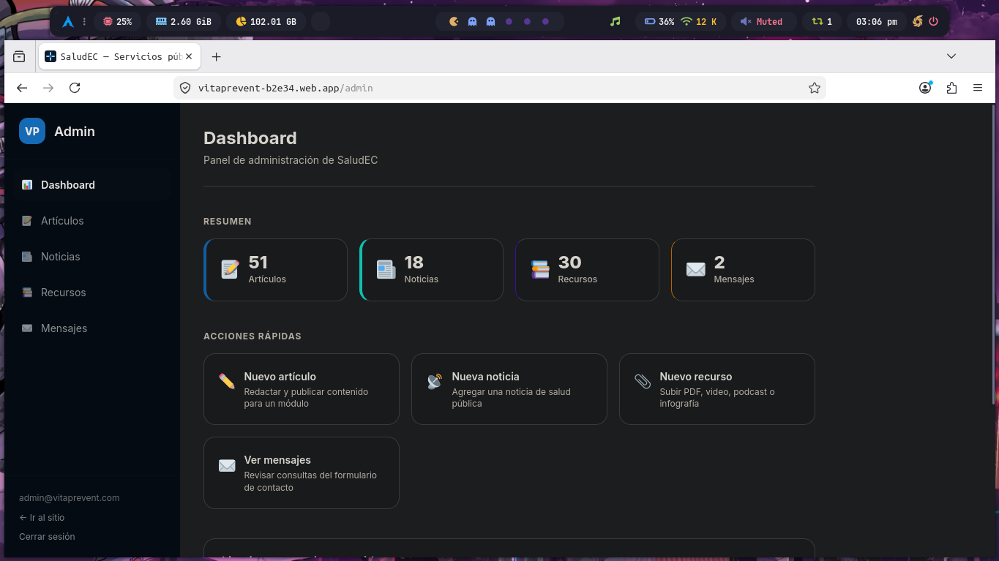 25%
2.60 GiB
102.01 GB
36%
12 K
Muted
1
03:06 pm
SaludEC — Servicios púb
vitaprevent-b2e34.web.app/admin
VP
Admin
Dashboard
Artículos
Noticias
Recursos
Mensajes
admin@vitaprevent.com
← Ir al sitio
Cerrar sesión
Dashboard
Panel de administración de SaludEC
RESUMEN
51
Artículos
18
Noticias
30
Recursos
2
Mensajes
ACCIONES RÁPIDAS
Nuevo artículo
Redactar y publicar contenido
para un módulo
Nueva noticia
Agregar una noticia de salud
pública
Nuevo recurso
Subir PDF, video, podcast o
infografía
Ver mensajes
Revisar consultas del formulario
de contacto